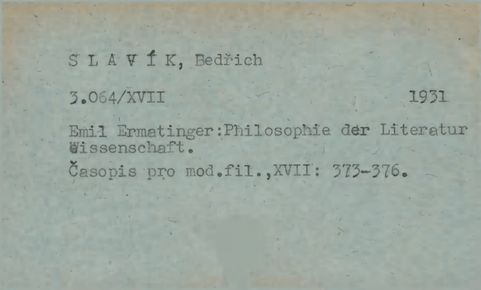 S L A V Í K, Bedřich
3.064/XVII 1931
Emil Ermatinger:Philosophie der Literatur
Wissenschaft.
Časopis pro mod.fil.,XVII: 373-376.